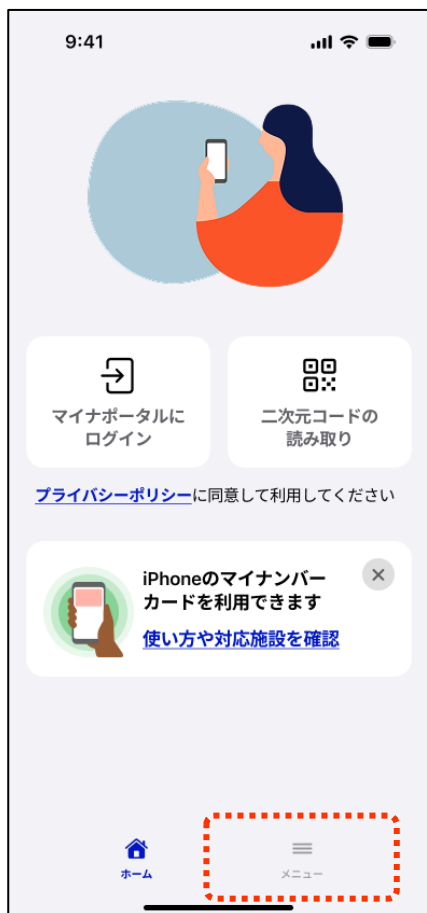 9:41
マイナポータルに
ログイン
二次元コードの
読み取り
プライバシーポリシーに同意して利用してください
iPhoneのマイナンバー
カードを利用できます
使い方や対応施設を確認
ホーム
メニュー